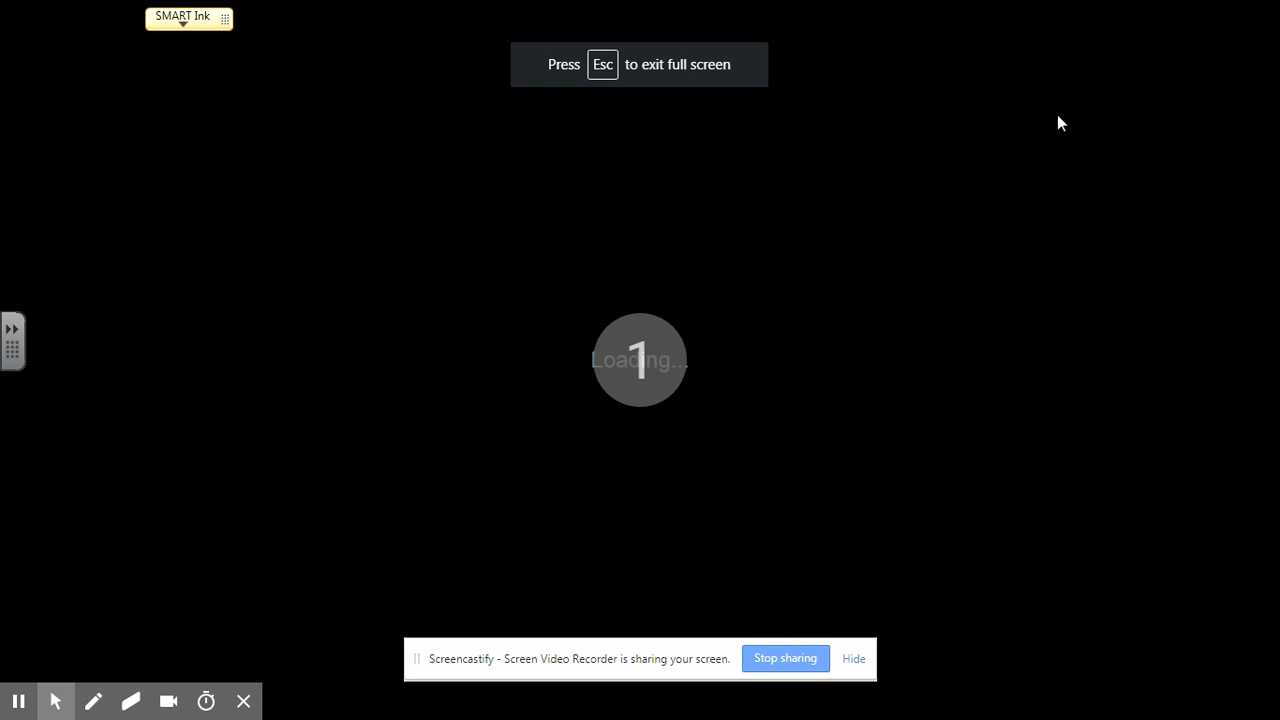 SMART Ink
Press Esc to exit full screen
Loading...
1
Screencastify - Screen Video Recorder is sharing your screen. Stop sharing Hide